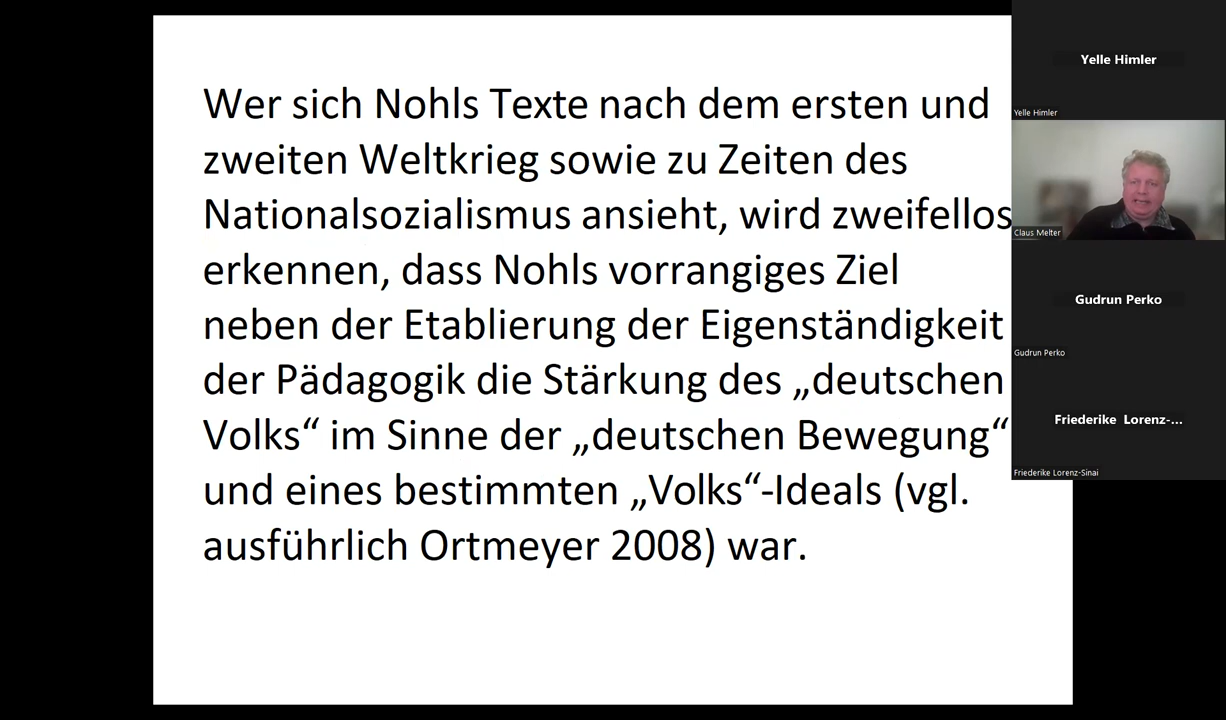 Wer sich Nohls Texte nach dem ersten und
zweiten Weltkrieg sowie zu Zeiten des
Nationalsozialismus ansieht, wird zweifellos
erkennen, dass Nohls vorrangiges Ziel
neben der Etablierung der Eigenständigkeit
der Pädagogik die Stärkung des „deutschen
Volks“ im Sinne der „deutschen Bewegung“
und eines bestimmten „Volks“-Ideals (vgl.
ausführlich Ortmeyer 2008) war.
Yelle Himler
Yelle Himler
Claus Melter
Gudrun Perko
Gudrun Perko
Friederike Lorenz-...
Friederike Lorenz-Sinai